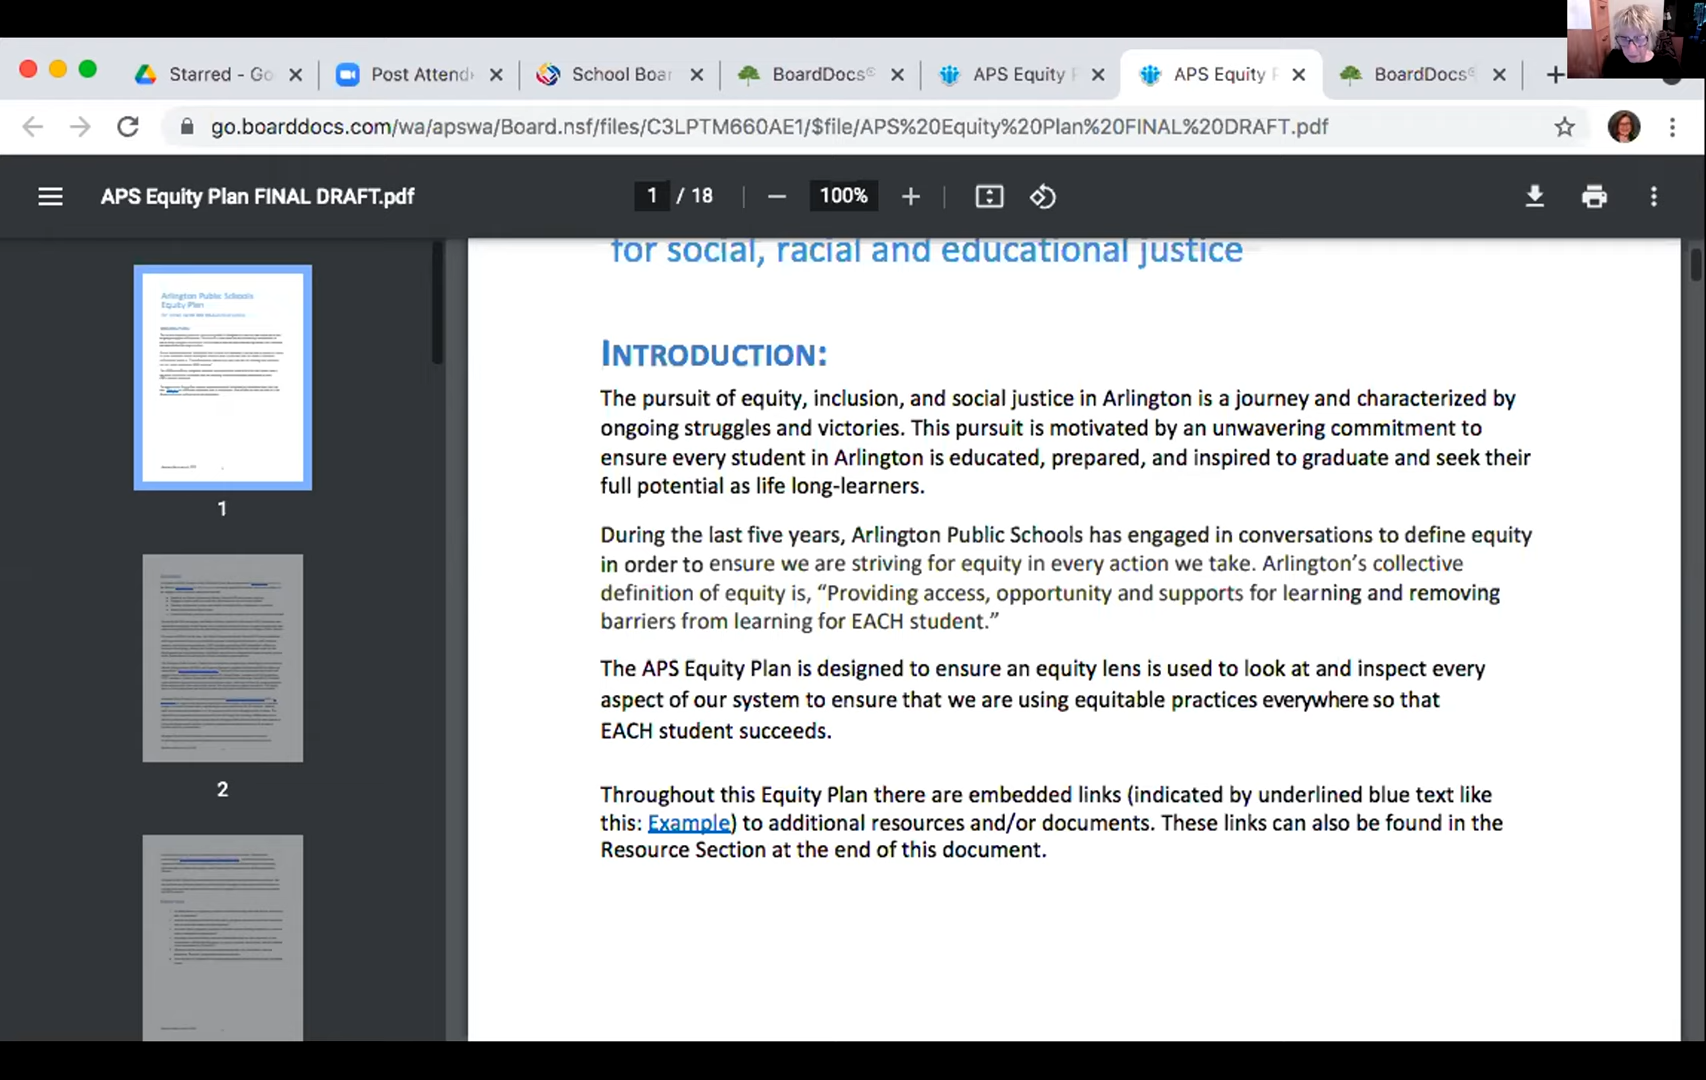 Starred - Go
Post Attend
School Boar
BoardDocs®
APS Equity P
APS Equity P
BoardDocs®
go.boarddocs.com/wa/apswa/Board.nsf/files/C3LPTM660AE1/$file/APS%20Equity%20Plan%20FINAL%20DRAFT.pdf
APS Equity Plan FINAL DRAFT.pdf
1 / 18
100%
Arlington Public Schools
Equity Plan
1
2
for social, racial and educational justice
INTRODUCTION:
The pursuit of equity, inclusion, and social justice in Arlington is a journey and characterized by
ongoing struggles and victories. This pursuit is motivated by an unwavering commitment to
ensure every student in Arlington is educated, prepared, and inspired to graduate and seek their
full potential as life long-learners.
During the last five years, Arlington Public Schools has engaged in conversations to define equity
in order to ensure we are striving for equity in every action we take. Arlington’s collective
definition of equity is, “Providing access, opportunity and supports for learning and removing
barriers from learning for EACH student.”
The APS Equity Plan is designed to ensure an equity lens is used to look at and inspect every
aspect of our system to ensure that we are using equitable practices everywhere so that
EACH student succeeds.
Throughout this Equity Plan there are embedded links (indicated by underlined blue text like
this: Example) to additional resources and/or documents. These links can also be found in the
Resource Section at the end of this document.